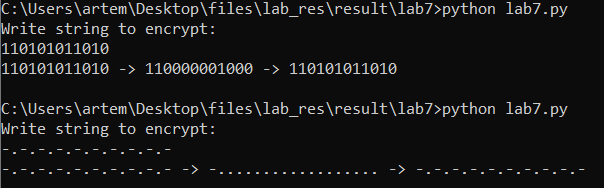 C:\Users\artem\Desktop\files\lab_res\result\lab7>python lab7.py
Write string to encrypt:
110101011010
110101011010 -> 110000001000 -> 110101011010
C:\Users\artem\Desktop\files\lab_res\result\lab7>python lab7.py
Write string to encrypt:
-.-.-.-.-.-.-.-.-.-
-.-.-.-.-.-.-.-.-.- -> -.................. -> -.-.-.-.-.-.-.-.-.-